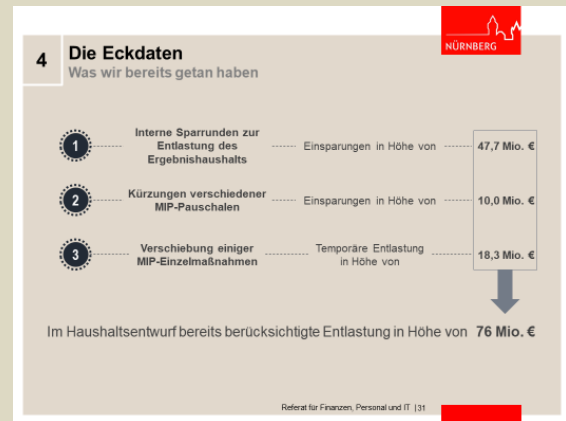 NÜRNBERG
4
Die Eckdaten
Was wir bereits getan haben
1
Interne Sparrunden zur
Entlastung des
Ergebnishaushalts
Einsparungen in Höhe von
47,7 Mio. €
2
Kürzungen verschiedener
MIP-Pauschalen
Einsparungen in Höhe von
10,0 Mio. €
3
Verschiebung einiger
MIP-Einzelmaßnahmen
Temporäre Entlastung
in Höhe von
18,3 Mio. €
Im Haushaltsentwurf bereits berücksichtigte Entlastung in Höhe von 76 Mio. €
Referat für Finanzen, Personal und IT |31